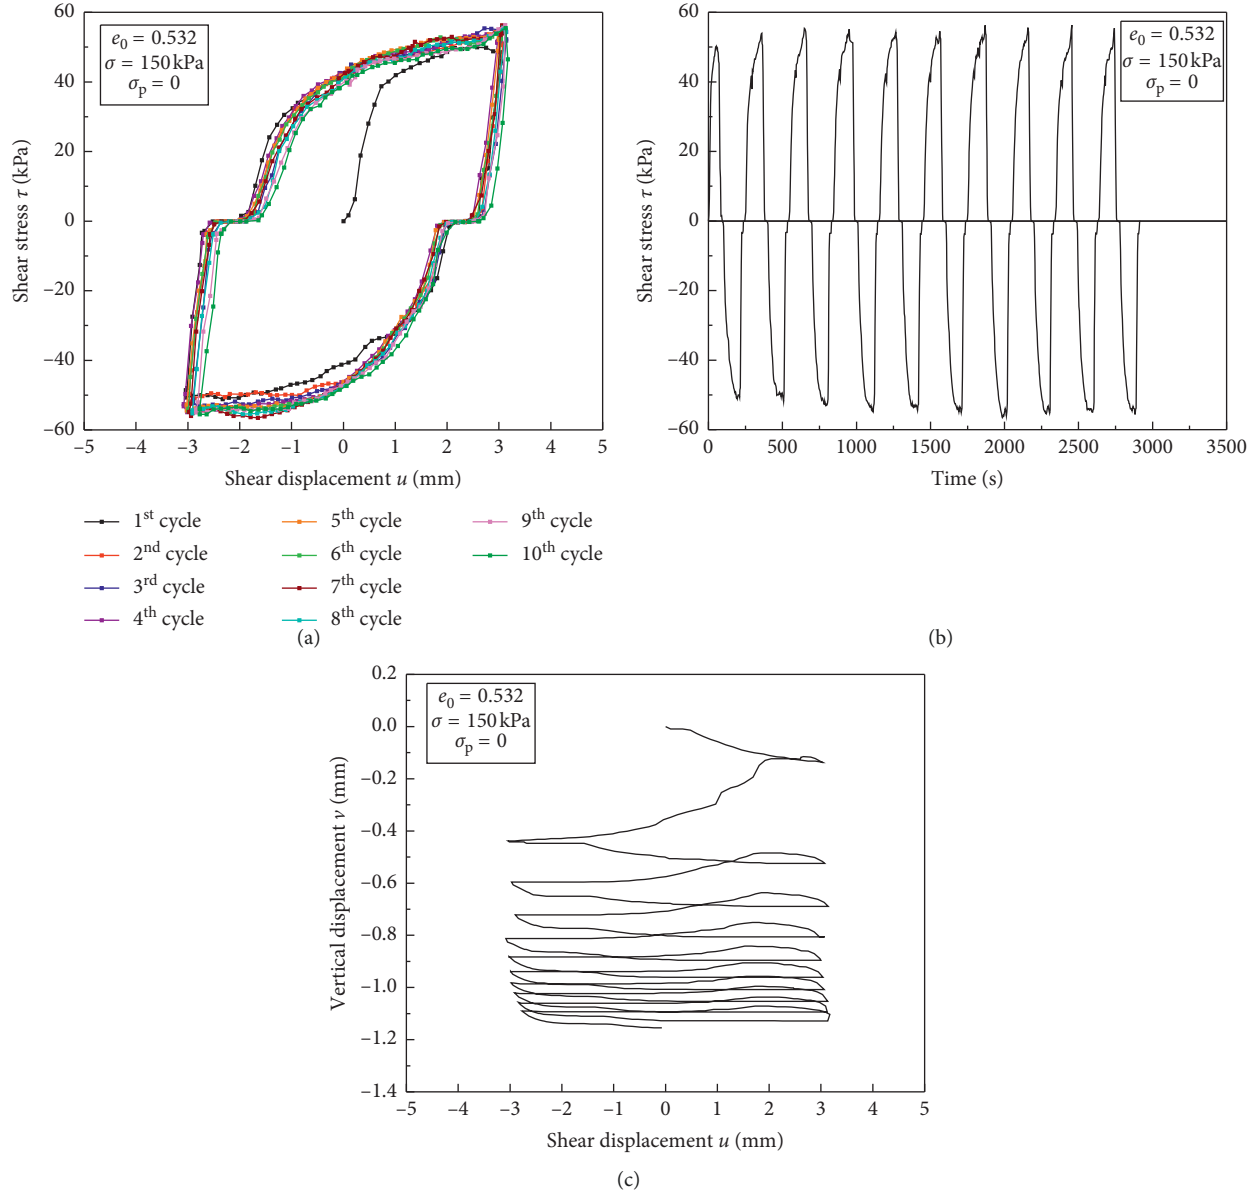 60
40
20
0
−20
−40
−60
Shear stress τ (kPa)
e0 = 0.532
σ = 150 kPa
σp = 0
−5 −4 −3 −2 −1 0 1 2 3 4 5
Shear displacement u (mm)
1st cycle
2nd cycle
3rd cycle
4th cycle
5th cycle
6th cycle
7th cycle
8th cycle
9th cycle
10th cycle
(a)
60
40
20
0
−20
−40
−60
Shear stress τ (kPa)
e0 = 0.532
σ = 150 kPa
σp = 0
0 500 1000 1500 2000 2500 3000 3500
Time (s)
(b)
0.2
0.0
−0.2
−0.4
−0.6
−0.8
−1.0
−1.2
−1.4
Vertical displacement v (mm)
e0 = 0.532
σ = 150 kPa
σp = 0
−5 −4 −3 −2 −1 0 1 2 3 4 5
Shear displacement u (mm)
(c)